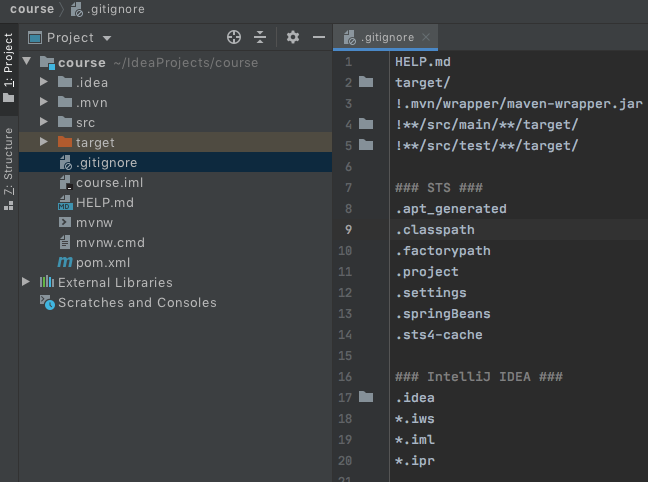 course 〉 .gitignore
1: Project
Z: Structure
Project
course ~/IdeaProjects/course
.idea
.mvn
src
target
.gitignore
course.iml
HELP.md
mvnw
mvnw.cmd
pom.xml
External Libraries
Scratches and Consoles
.gitignore
1 HELP.md
2 target/
3 !.mvn/wrapper/maven-wrapper.jar
4 !**/src/main/**/target/
5 !**/src/test/**/target/
6
7 ### STS ###
8 .apt_generated
9 .classpath
10 .factorypath
11 .project
12 .settings
13 .springBeans
14 .sts4-cache
15
16 ### IntelliJ IDEA ###
17 .idea
18 *.iws
19 *.iml
20 *.ipr